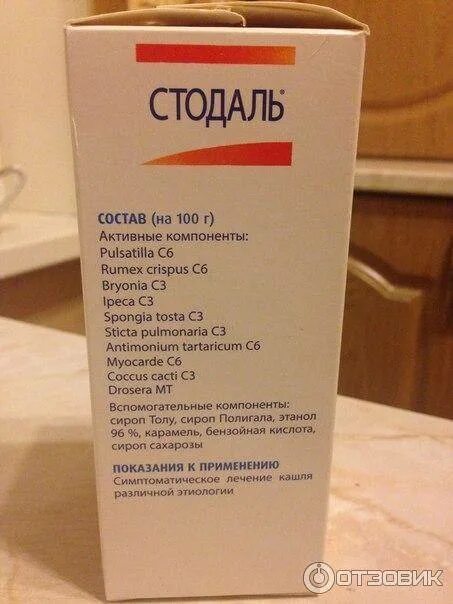 СТОДАЛЬ®
СОСТАВ (на 100 г)
Активные компоненты:
Pulsatilla C6
Rumex crispus C6
Bryonia C3
Ipeca C3
Spongia tosta C3
Sticta pulmonaria C3
Antimonium tartaricum C6
Myocarde C6
Coccus cacti C3
Drosera MT
Вспомогательные компоненты:
сироп Толу, сироп Полигала, этанол
96 %, карамель, бензойная кислота,
сироп сахарозы
ПОКАЗАНИЯ К ПРИМЕНЕНИЮ
Симптоматическое лечение кашля
различной этиологии
ОТЗОВИК